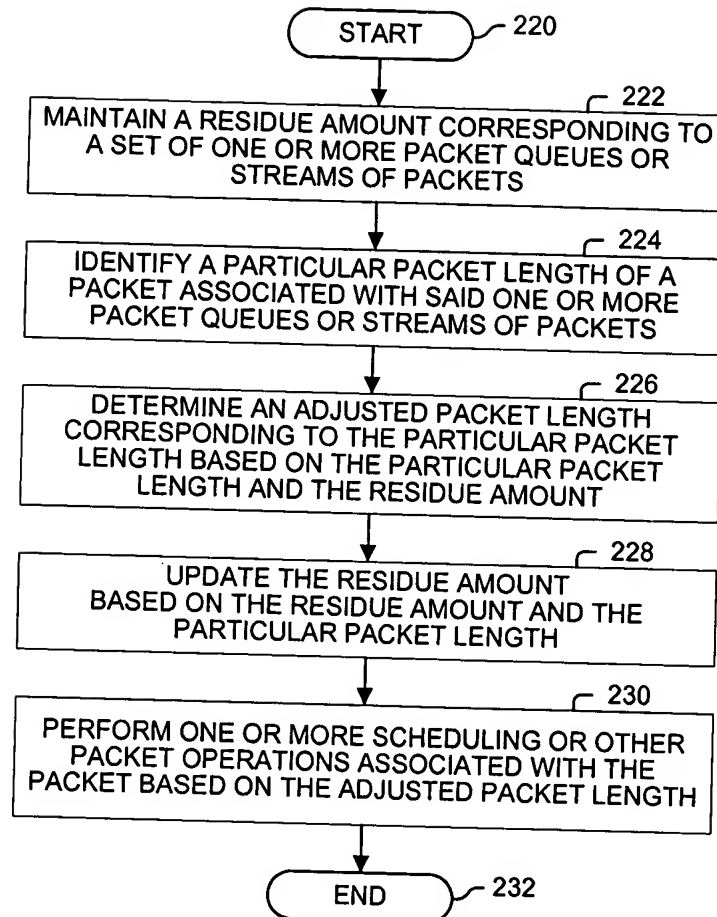 START
220
222
MAINTAIN A RESIDUE AMOUNT CORRESPONDING TO
A SET OF ONE OR MORE PACKET QUEUES OR
STREAMS OF PACKETS
224
IDENTIFY A PARTICULAR PACKET LENGTH OF A
PACKET ASSOCIATED WITH SAID ONE OR MORE
PACKET QUEUES OR STREAMS OF PACKETS
226
DETERMINE AN ADJUSTED PACKET LENGTH
CORRESPONDING TO THE PARTICULAR PACKET
LENGTH BASED ON THE PARTICULAR PACKET
LENGTH AND THE RESIDUE AMOUNT
228
UPDATE THE RESIDUE AMOUNT
BASED ON THE RESIDUE AMOUNT AND THE
PARTICULAR PACKET LENGTH
230
PERFORM ONE OR MORE SCHEDULING OR OTHER
PACKET OPERATIONS ASSOCIATED WITH THE
PACKET BASED ON THE ADJUSTED PACKET LENGTH
END
232